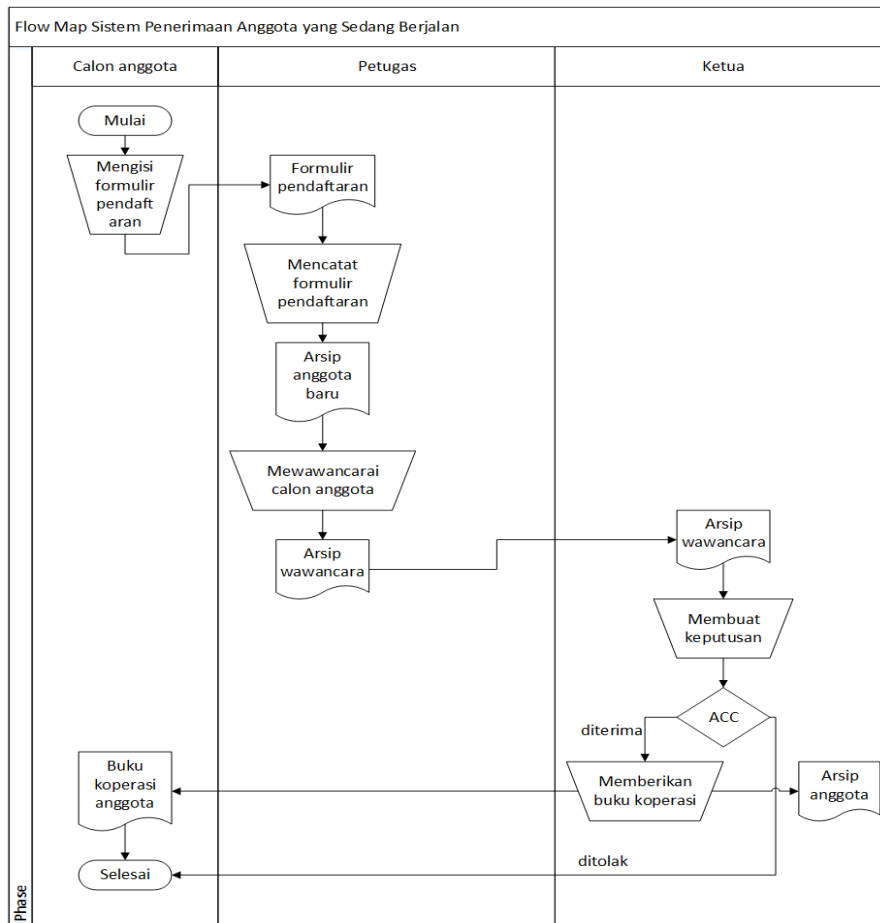 Flow Map Sistem Penerimaan Anggota yang Sedang Berjalan
Calon anggota
Petugas
Ketua
Mulai
Mengisi
formulir
pendaft
aran
Formulir
pendaftaran
Mencatat
formulir
pendaftaran
Arsip
anggota
baru
Mewawancarai
calon anggota
Arsip
wawancara
Arsip
wawancara
Membuat
keputusan
ACC
diterima
Memberikan
buku koperasi
Arsip
anggota
Buku
koperasi
anggota
ditolak
Selesai
Phase